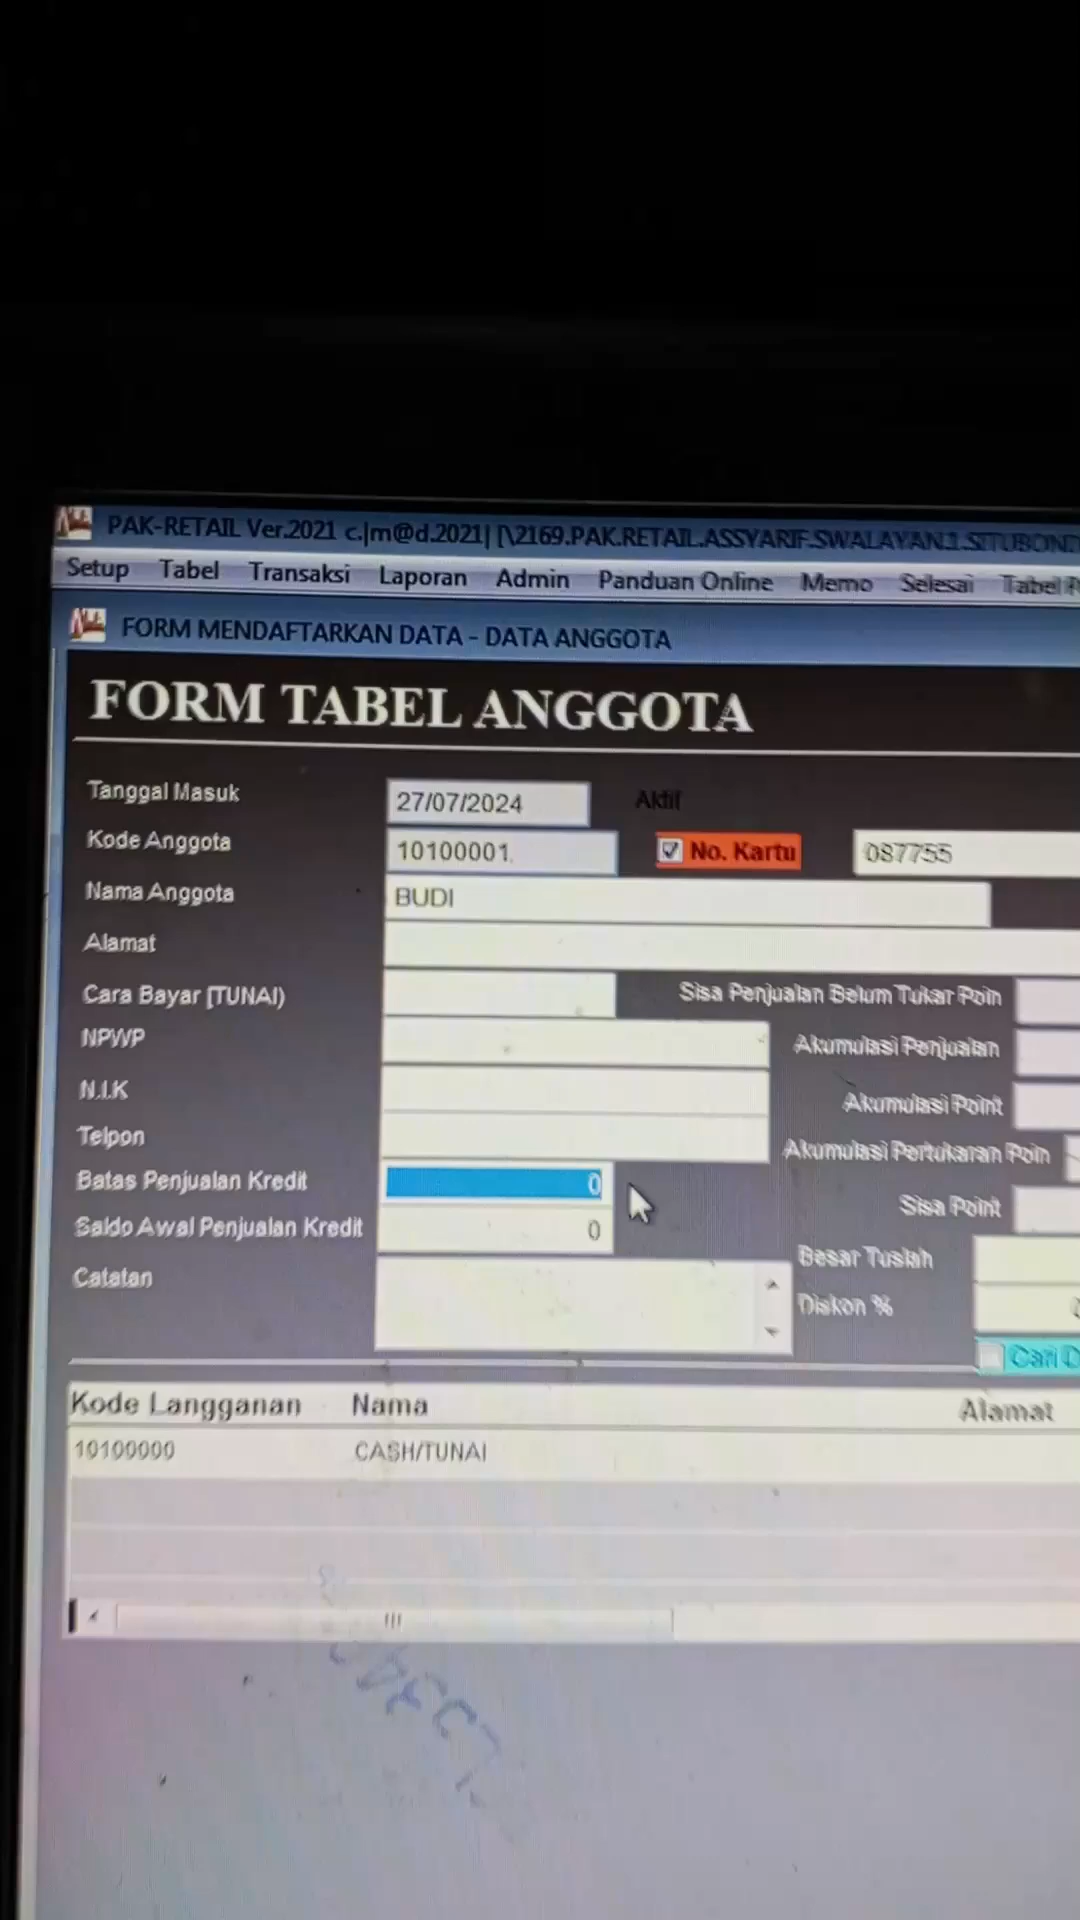 PAK-RETAIL Ver.2021 c.|m@d.2021| [\2169.PAK.RETAIL.ASSYARIF.SWALAYAN.1.SITUBOND
Setup Tabel Transaksi Laporan Admin Panduan Online Memo Selesai Tabel
FORM MENDAFTARKAN DATA - DATA ANGGOTA
FORM TABEL ANGGOTA
Tanggal Masuk 27/07/2024 Aktif
Kode Anggota 10100001. No. Kartu 087755
Nama Anggota BUDI
Alamat
Cara Bayar [TUNAI) Sisa Penjualan Belum Tukar Poin
NPWP Akumulasi Penjualan
N.I.K Akumulasi Point
Telpon Akumulasi Pertukaran Poin
Batas Penjualan Kredit 0 Sisa Point
Saldo Awal Penjualan Kredit 0 Besar Tuslah
Catatan Diskon %
Cari
Kode Langganan Nama Alamat
10100000 CASH/TUNAI